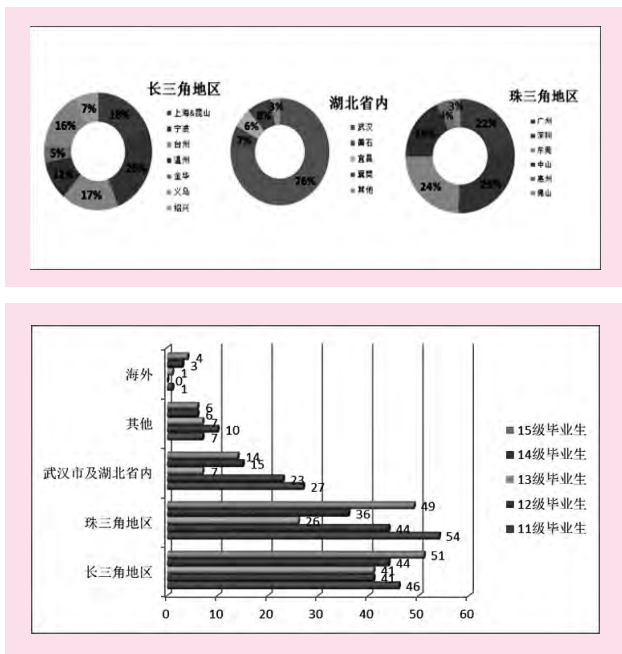 长三角地区
上海&昆山
宁波
台州
温州
金华
义乌
绍兴
7%
18%
16%
5%
17%
湖北省内
武汉
黄石
宜昌
襄樊
其他
3%
6%
7%
76%
珠三角地区
广州
深圳
东莞
中山
惠州
佛山
3%
4%
22%
24%
海外
4
3
1
0
1
其他
6
6
7
10
7
武汉市及湖北省内
14
15
7
23
27
珠三角地区
49
36
26
44
54
长三角地区
51
44
41
41
46
0 10 20 30 40 50 60
15级毕业生
14级毕业生
13级毕业生
12级毕业生
11级毕业生